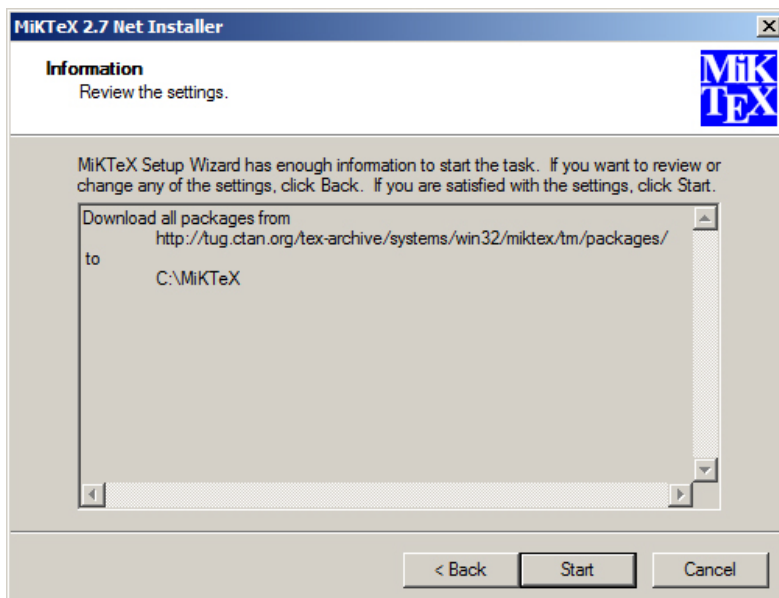 MiKTeX 2.7 Net Installer
Information
Review the settings.
MiK
TEX
MiKTeX Setup Wizard has enough information to start the task.  If you want to review or
change any of the settings, click Back.  If you are satisfied with the settings, click Start.
Download all packages from
http://tug.ctan.org/tex-archive/systems/win32/miktex/tm/packages/
to
C:\MiKTeX
< Back
Start
Cancel